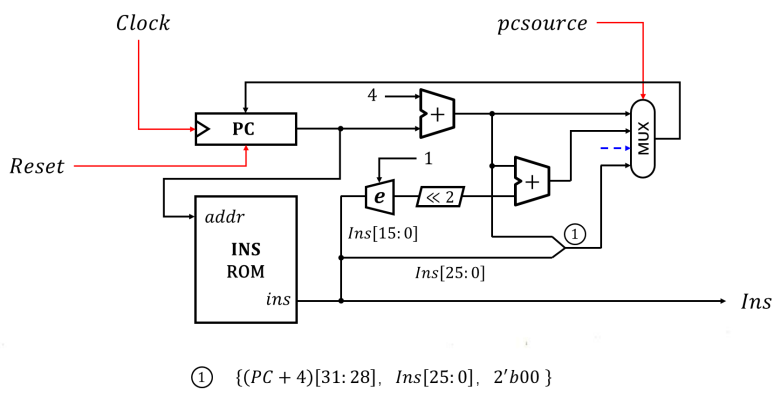 Clock
pcsource
4
+
PC
MUX
Reset
1
+
e
≪ 2
addr
Ins[15:0]
1
INS
ROM
Ins[25:0]
ins
Ins
1 {(PC + 4)[31:28], Ins[25:0], 2′b00 }